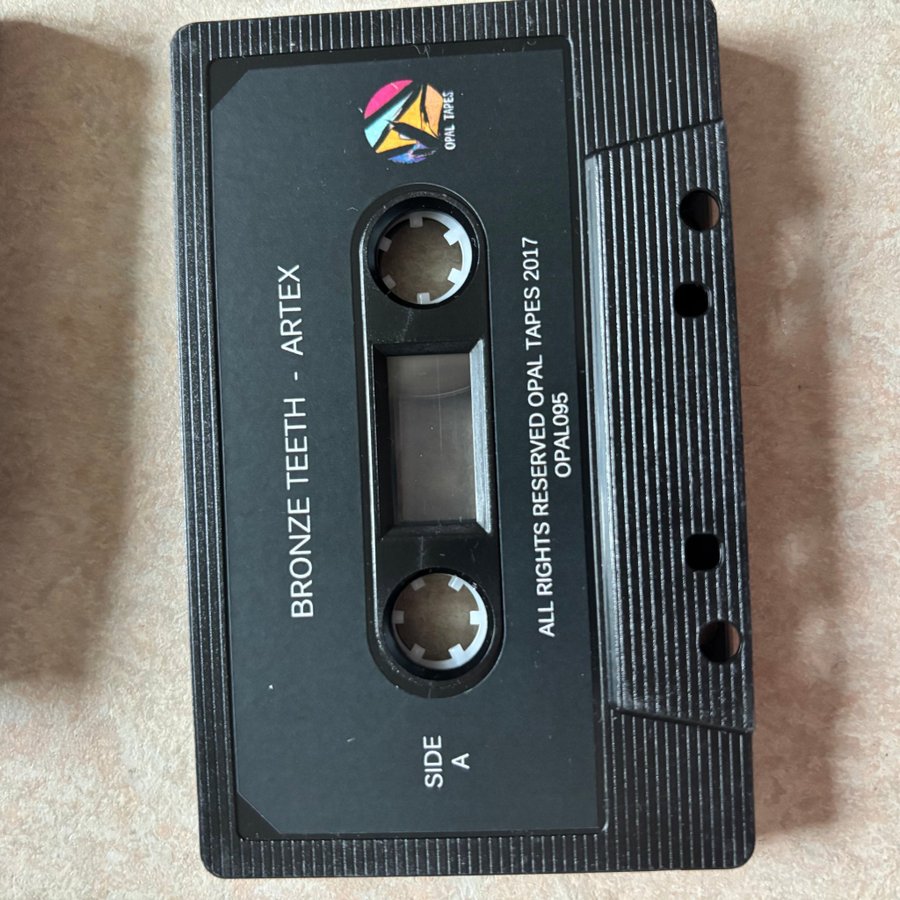 BRONZE TEETH - ARTEX
SIDE
A
OPAL TAPES
ALL RIGHTS RESERVED OPAL TAPES 2017
OPAL095